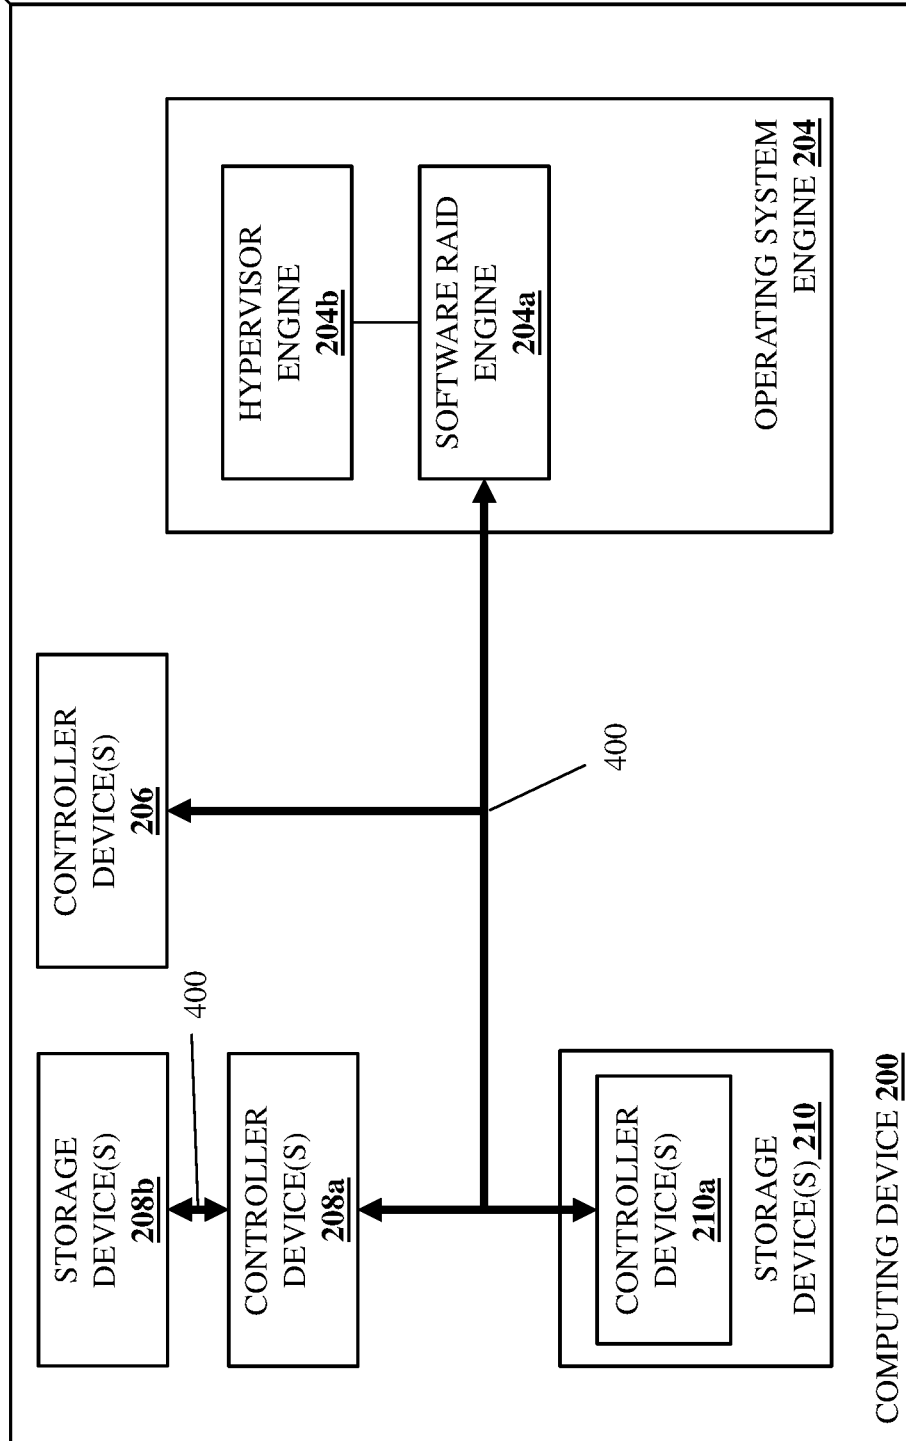 STORAGE
DEVICE(S)
208b
400
CONTROLLER
DEVICE(S)
208a
CONTROLLER
DEVICE(S)
206
HYPERVISOR
ENGINE
204b
SOFTWARE RAID
ENGINE
204a
400
OPERATING SYSTEM
ENGINE 204
CONTROLLER
DEVICE(S)
210a
STORAGE
DEVICE(S) 210
COMPUTING DEVICE 200